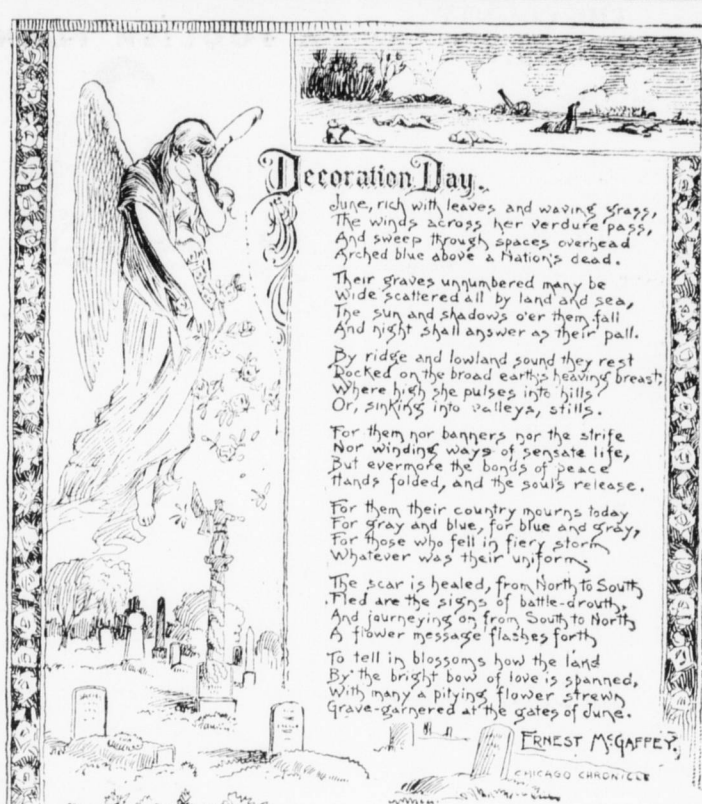 Decoration Day.
June, rich with leaves and waving grass,
The winds across her verdure pass,
And sweep through spaces overhead
Arched blue above a Nation's dead.
Their graves unnumbered many be
Wide scattered all by land and sea,
The sun and shadows o'er them fall
And night shall answer as their pall.
By ridge and lowland sound they rest
Rocked on the broad earth's heaving breast,
Where high she pulses into hills
Or, sinking into valleys, stills.
For them nor banners nor the strife
Nor winding ways of sensate life,
But evermore the bonds of peace
Hands folded, and the soul's release.
For them their country mourns today
For gray and blue, for blue and gray,
For those who fell in fiery storm
Whatever was their uniform
The scar is healed, from North to South
Fled are the signs of battle-drouth,
And journeying on from South to North
A flower message flashes forth
To tell in blossoms how the land
By the bright bow of love is spanned,
With many a pitying flower strewn
Grave-garnered at the gates of June.
ERNEST McGAFFEY.
CHICAGO CHRONICLE